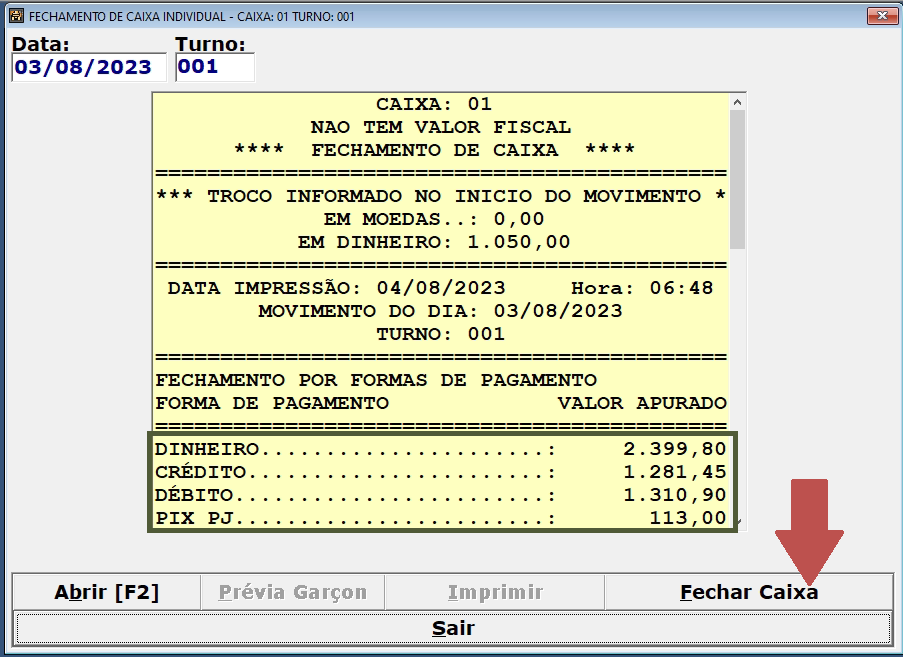 FECHAMENTO DE CAIXA INDIVIDUAL - CAIXA: 01 TURNO: 001
Data: Turno:
03/08/2023 001
CAIXA: 01
NAO TEM VALOR FISCAL
**** FECHAMENTO DE CAIXA ****
============================================
*** TROCO INFORMADO NO INICIO DO MOVIMENTO *
EM MOEDAS..: 0,00
EM DINHEIRO: 1.050,00
============================================
DATA IMPRESSÃO: 04/08/2023 Hora: 06:48
MOVIMENTO DO DIA: 03/08/2023
TURNO: 001
============================================
FECHAMENTO POR FORMAS DE PAGAMENTO
FORMA DE PAGAMENTO VALOR APURADO
============================================
DINHEIRO......................: 2.399,80
CRÉDITO.......................: 1.281,45
DÉBITO........................: 1.310,90
PIX PJ........................: 113,00
Abrir [F2] Prévia Garçon Imprimir Fechar Caixa
Sair